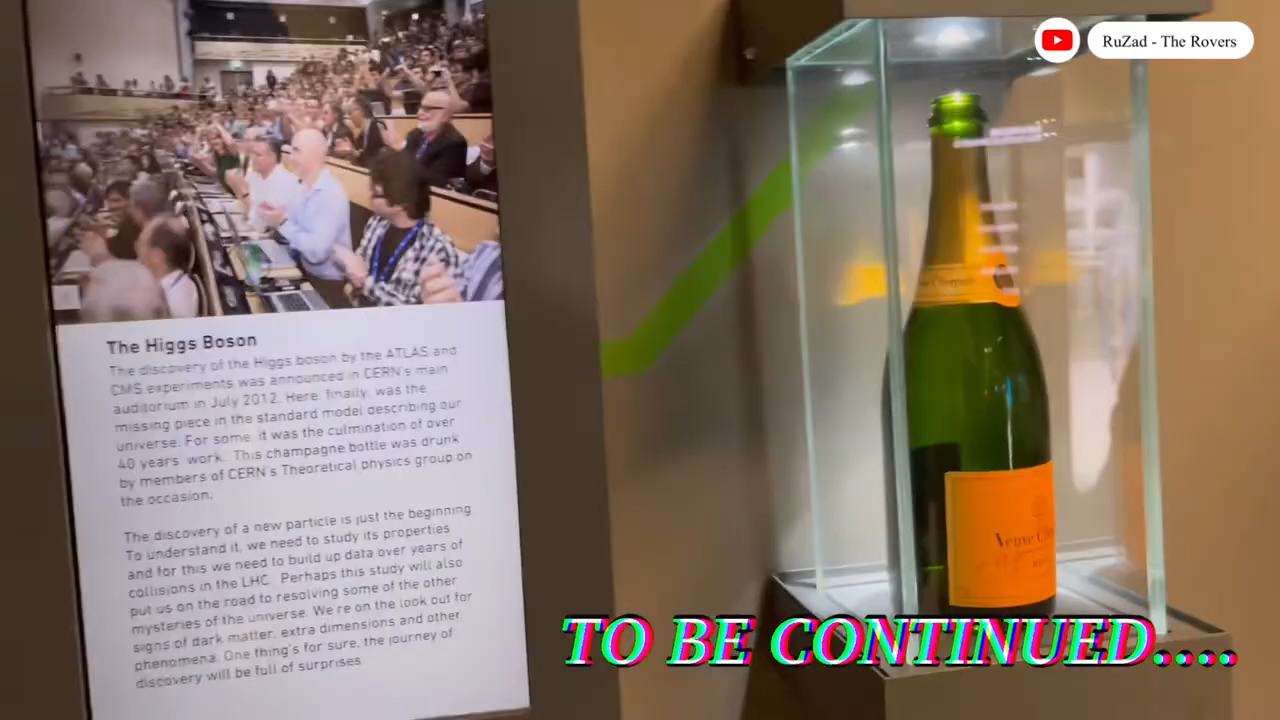 RuZad - The Rovers
The Higgs Boson
The discovery of the Higgs boson by the ATLAS and
CMS experiments was announced in CERN's main
auditorium in July 2012. Here, finally, was the
missing piece in the standard model describing our
universe. For some, it was the culmination of over
40 years' work. This champagne bottle was drunk
by members of CERN's Theoretical physics group on
the occasion.
The discovery of a new particle is just the beginning
To understand it, we need to study its properties
and for this we need to build up data over years of
collisions in the LHC. Perhaps this study will also
put us on the road to resolving some of the other
mysteries of the universe. We're on the look out for
signs of dark matter, extra dimensions and other
phenomena. One thing's for sure, the journey of
discovery will be full of surprises
Veuve
TO BE CONTINUED....